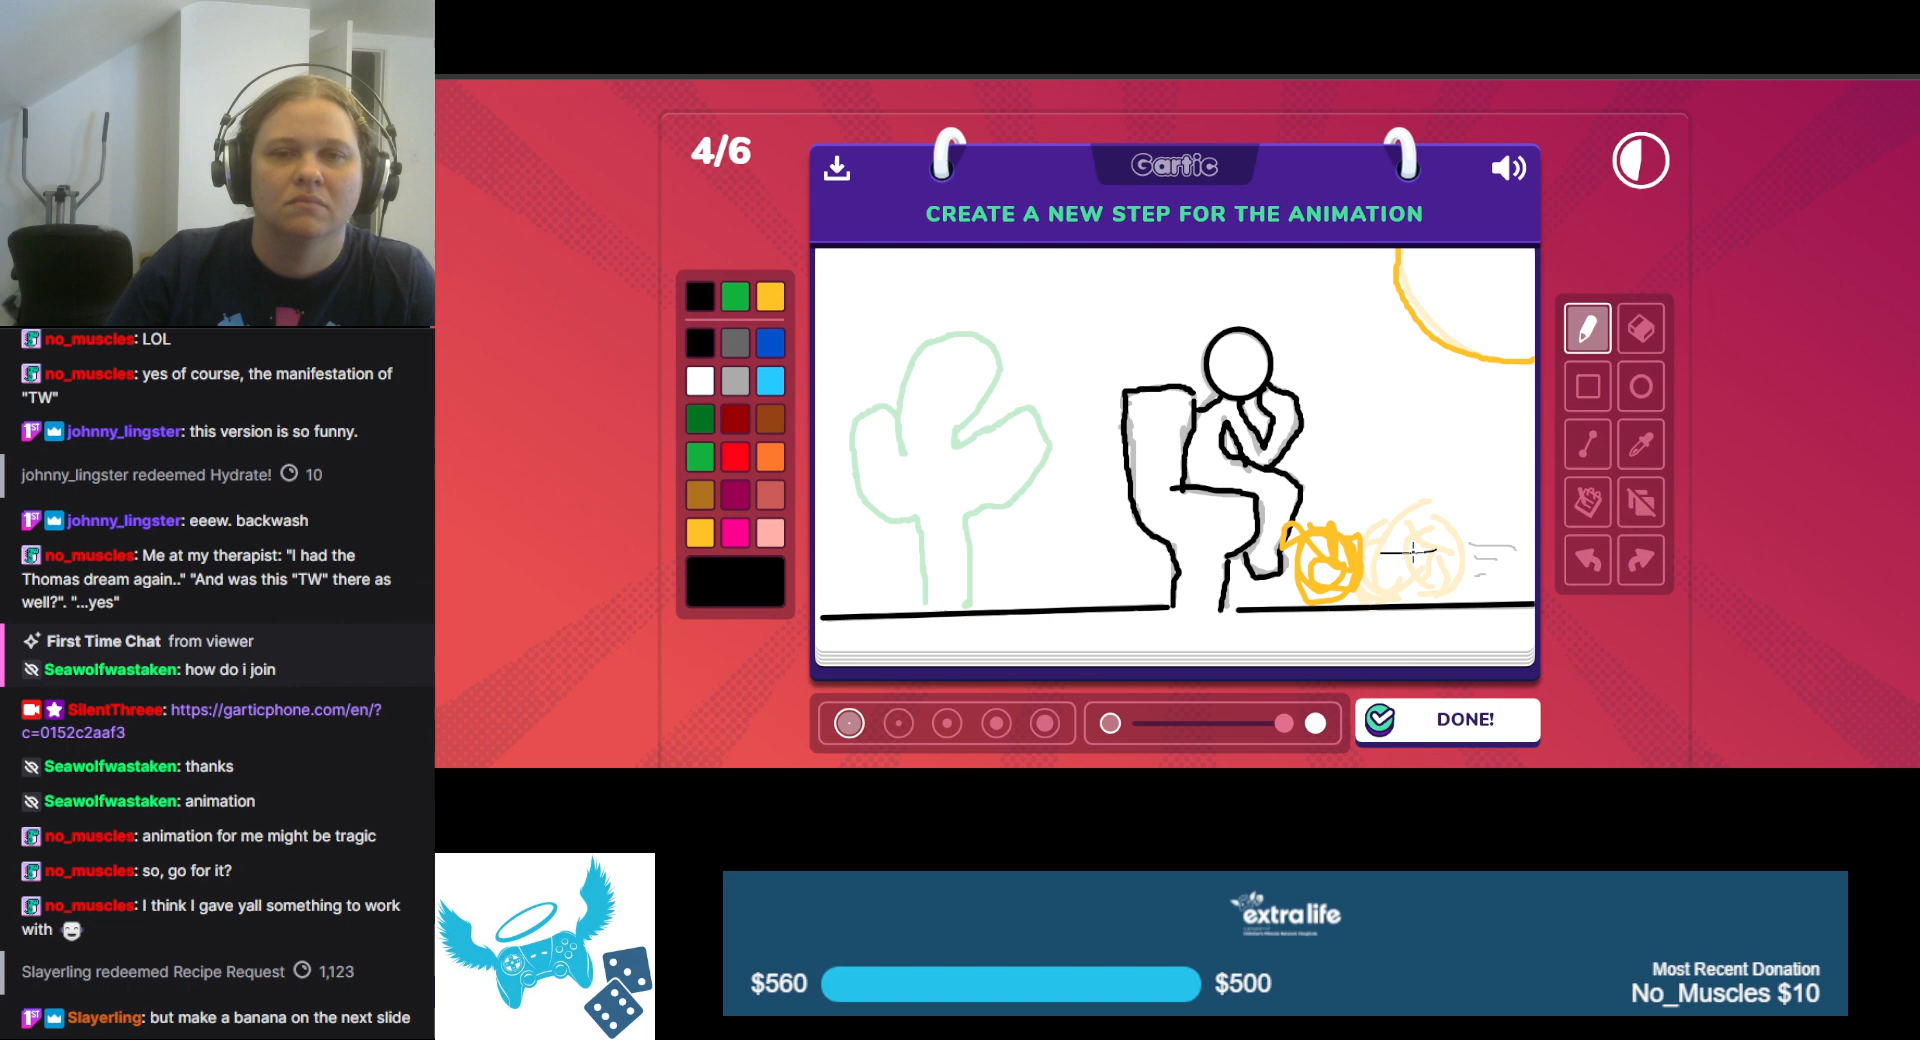 no_muscles: LOL
no_muscles: yes of course, the manifestation of
"TW"
1ST johnny_lingster: this version is so funny.
johnny_lingster redeemed Hydrate! 10
1ST johnny_lingster: eeew. backwash
no_muscles: Me at my therapist: "I had the
Thomas dream again.." "And was this "TW" there as
well?". "...yes"
First Time Chat from viewer
Seawolfwastaken: how do i join
SilentThreee: https://garticphone.com/en/?
c=0152c2aaf3
Seawolfwastaken: thanks
Seawolfwastaken: animation
no_muscles: animation for me might be tragic
no_muscles: so, go for it?
no_muscles: I think I gave yall something to work
with
Slayerling redeemed Recipe Request 1,123
1ST Slayerling: but make a banana on the next slide
4/6
Gartic
CREATE A NEW STEP FOR THE ANIMATION
DONE!
extralife
$560
$500
Most Recent Donation
No_Muscles $10